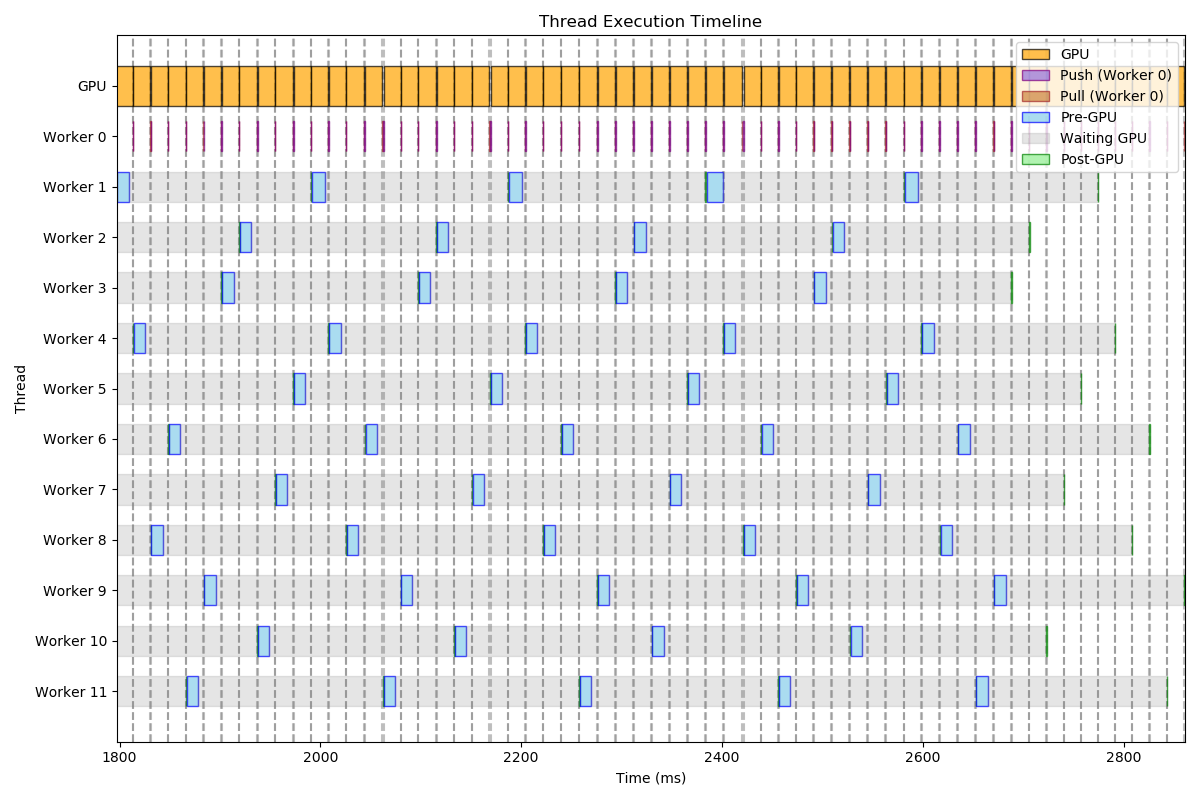 Thread Execution Timeline
GPU
Push (Worker 0)
Pull (Worker 0)
Pre-GPU
Waiting GPU
Post-GPU
Thread
GPU
Worker 0
Worker 1
Worker 2
Worker 3
Worker 4
Worker 5
Worker 6
Worker 7
Worker 8
Worker 9
Worker 10
Worker 11
1800 2000 2200 2400 2600 2800
Time (ms)